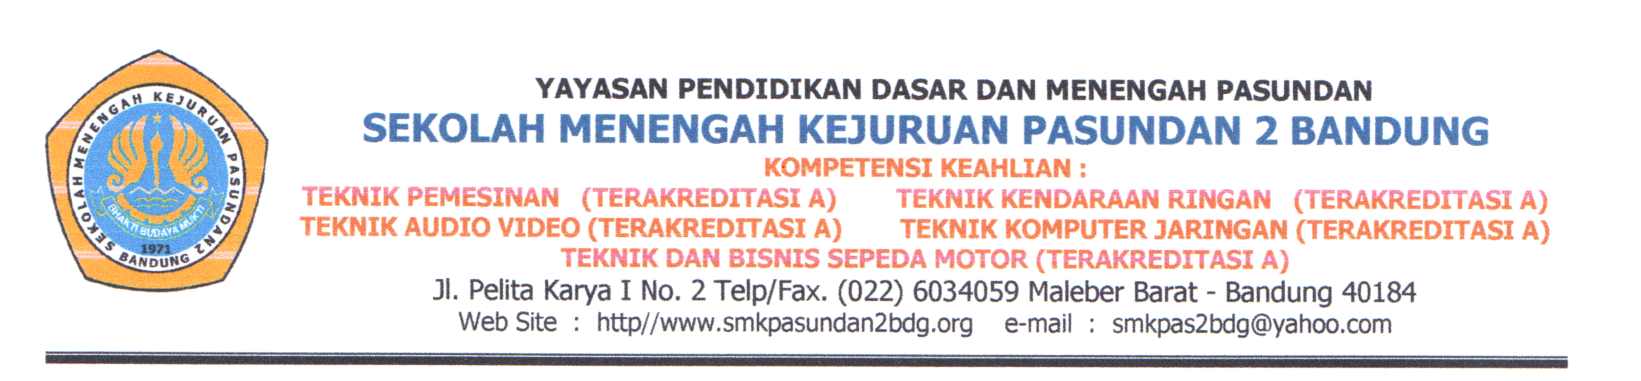 YAYASAN PENDIDIKAN DASAR DAN MENENGAH PASUNDAN
SEKOLAH MENENGAH KEJURUAN PASUNDAN 2 BANDUNG
KOMPETENSI KEAHLIAN :
TEKNIK PEMESINAN (TERAKREDITASI A) TEKNIK KENDARAAN RINGAN (TERAKREDITASI A)
TEKNIK AUDIO VIDEO (TERAKREDITASI A) TEKNIK KOMPUTER JARINGAN (TERAKREDITASI A)
TEKNIK DAN BISNIS SEPEDA MOTOR (TERAKREDITASI A)
Jl. Pelita Karya I No. 2 Telp/Fax. (022) 6034059 Maleber Barat - Bandung 40184
Web Site : http//www.smkpasundan2bdg.org e-mail : smkpas2bdg@yahoo.com
SEKOLAH MENENGAH KEJURUAN PASUNDAN 2
BHAKTI BUDAYA MUKTI
1971
BANDUNG